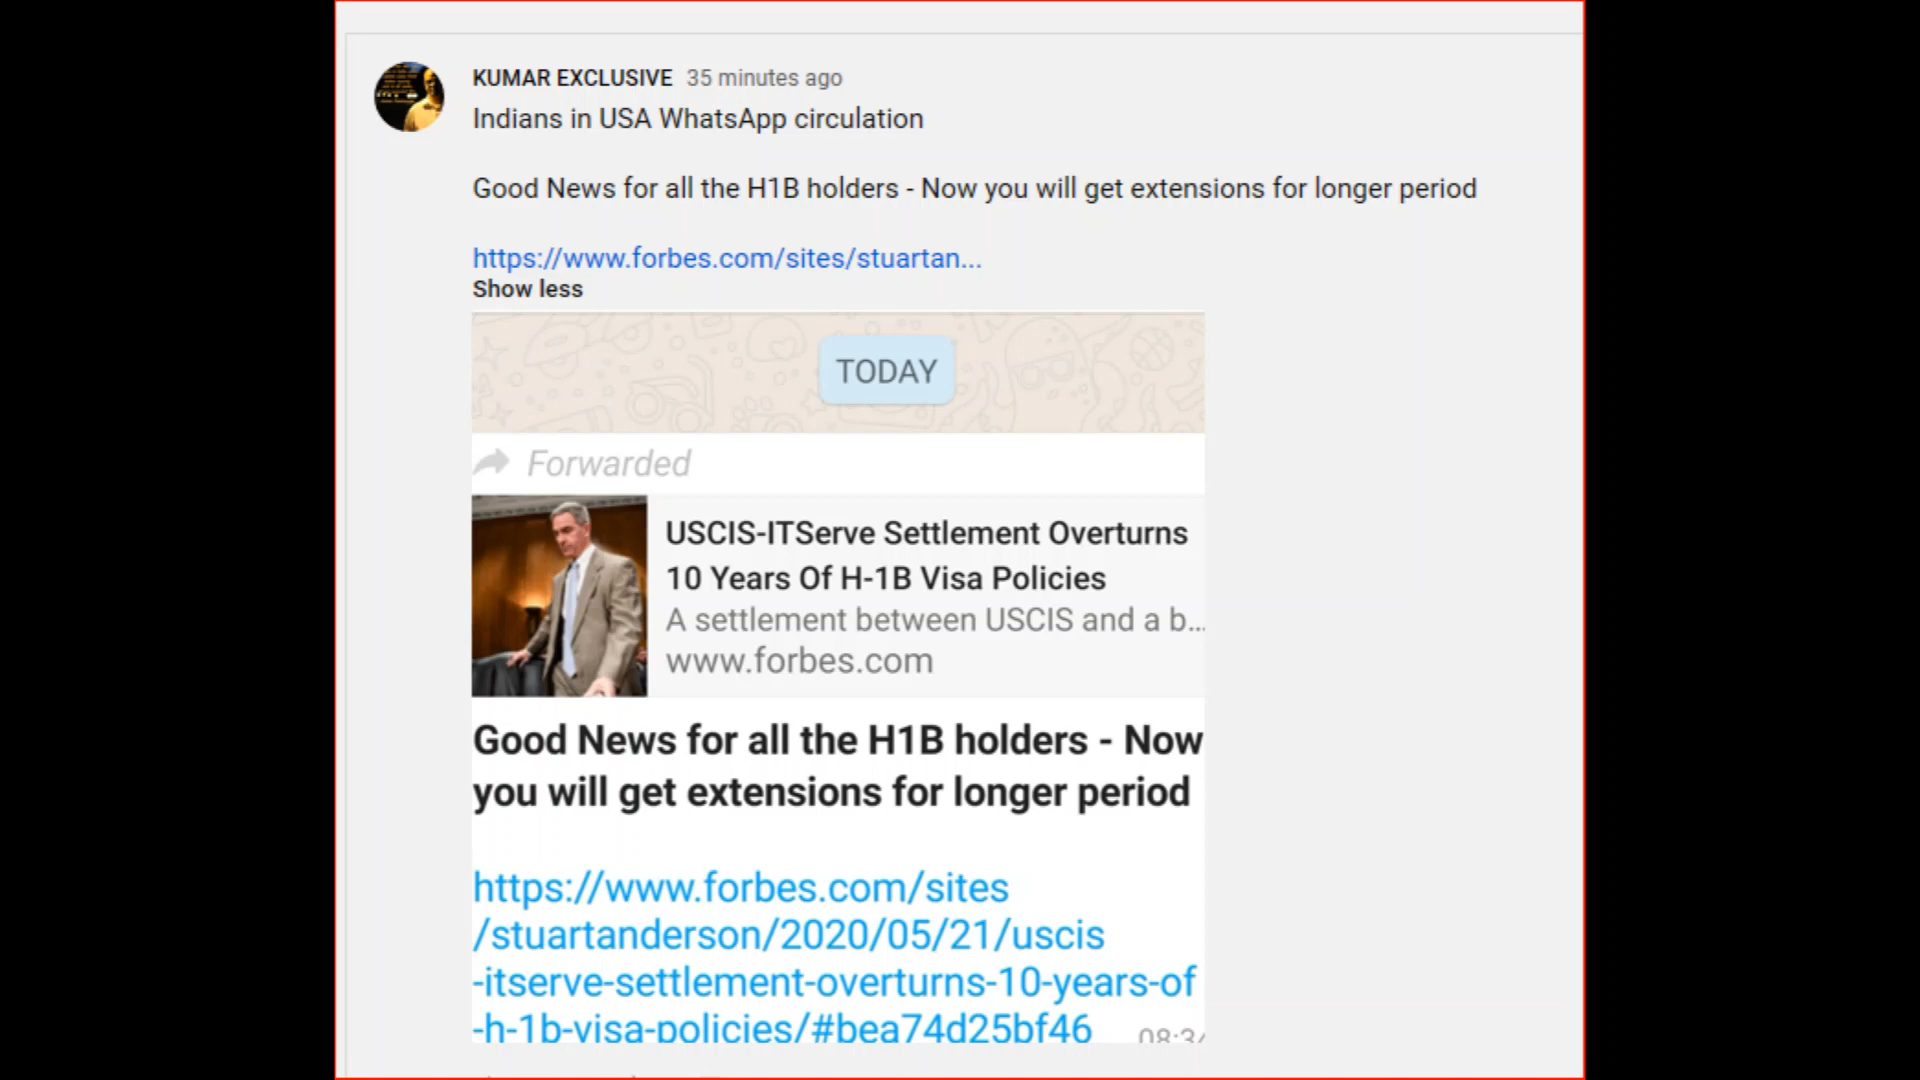 KUMAR EXCLUSIVE 35 minutes ago
Indians in USA WhatsApp circulation
Good News for all the H1B holders - Now you will get extensions for longer period
https://www.forbes.com/sites/stuartan...
Show less
TODAY
Forwarded
USCIS-ITServe Settlement Overturns
10 Years Of H-1B Visa Policies
A settlement between USCIS and a b...
www.forbes.com
Good News for all the H1B holders - Now
you will get extensions for longer period
https://www.forbes.com/sites
/stuartanderson/2020/05/21/uscis
-itserve-settlement-overturns-10-years-of
-h-1b-visa-policies/#bea74d25bf46